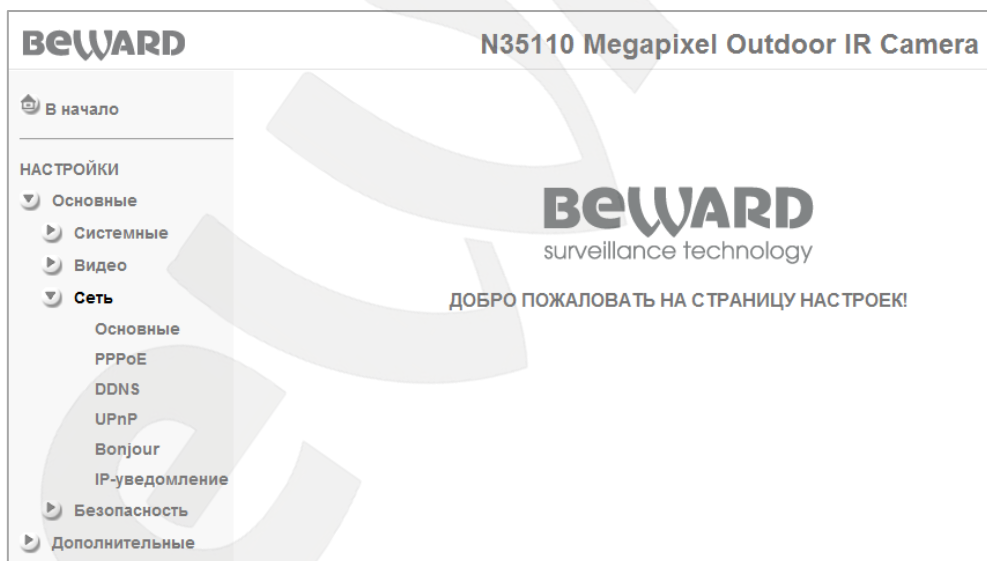 BEWARD
N35110 Megapixel Outdoor IR Camera
В начало
НАСТРОЙКИ
Основные
Системные
Видео
Сеть
Основные
PPPoE
DDNS
UPnP
Bonjour
IP-уведомление
Безопасность
Дополнительные
BEWARD
surveillance technology
ДОБРО ПОЖАЛОВАТЬ НА СТРАНИЦУ НАСТРОЕК!